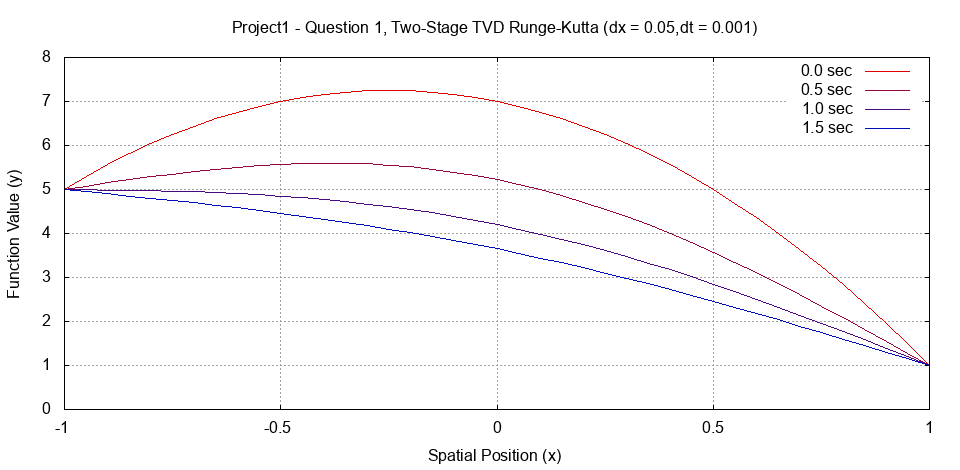 Project1 - Question 1, Two-Stage TVD Runge-Kutta (dx = 0.05,dt = 0.001)
8
7
6
5
4
3
2
1
0
Function Value (y)
0.0 sec
0.5 sec
1.0 sec
1.5 sec
-1 -0.5 0 0.5 1
Spatial Position (x)